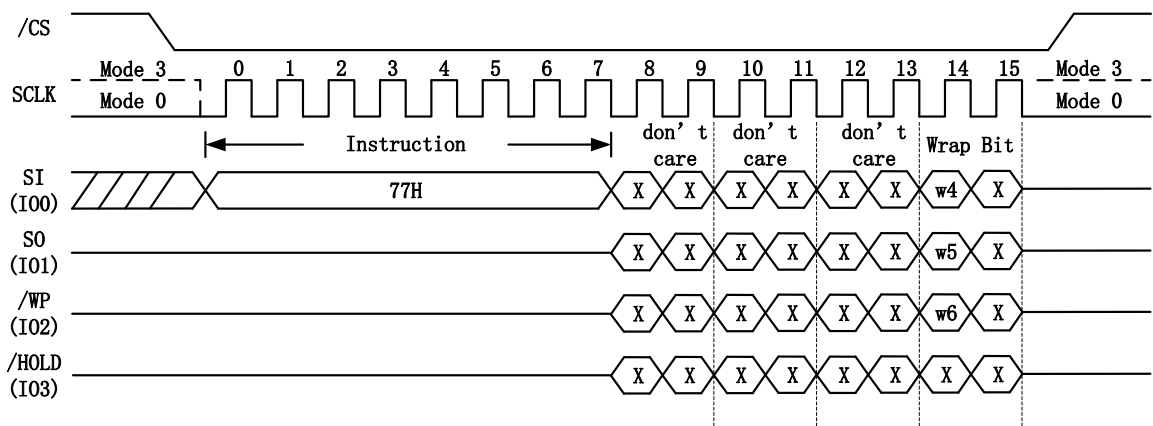 /CS
Mode 3 0 1 2 3 4 5 6 7 8 9 10 11 12 13 14 15 Mode 3
SCLK
Mode 0 Mode 0
Instruction don't care don't care don't care Wrap Bit
SI
(IO0) 77H X X X X X X w4 X
SO
(IO1) X X X X X X w5 X
/WP
(IO2) X X X X X X w6 X
/HOLD
(IO3) X X X X X X X X